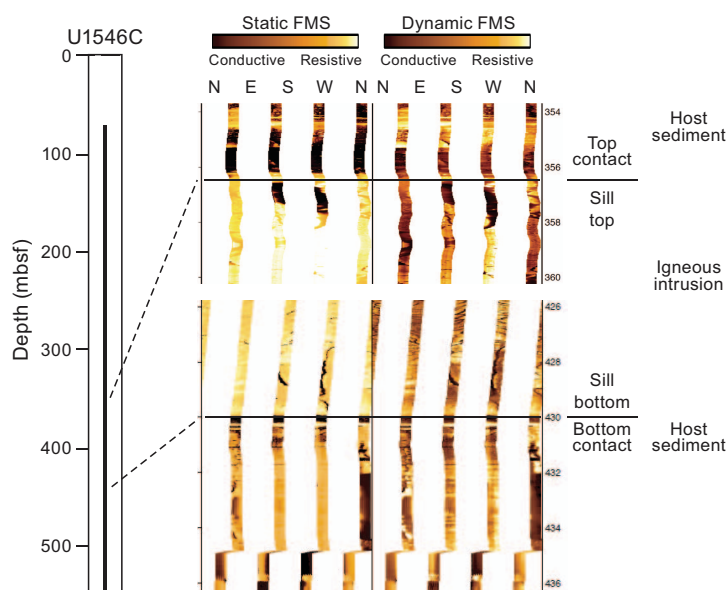 U1546C
Static FMS
Dynamic FMS
Conductive Resistive
Conductive Resistive
N E S W N E S W N
Depth (mbsf)
0
100
200
300
400
500
354
356
358
360
426
428
430
432
434
436
Host
sediment
Top
contact
Sill
top
Igneous
intrusion
Sill
bottom
Bottom
contact
Host
sediment